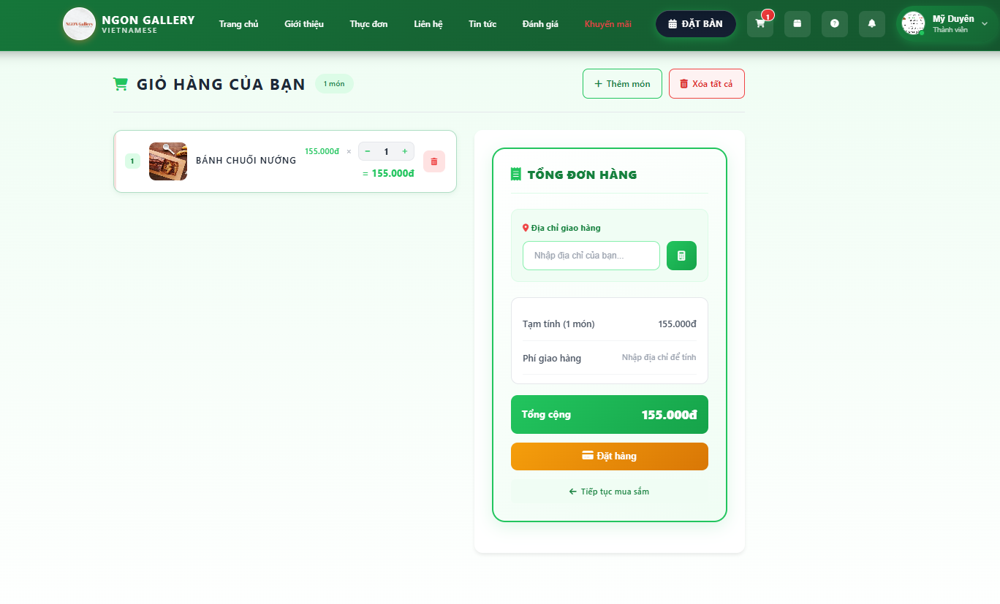 NGON Gallery
NGON GALLERY
VIETNAMESE
Trang chủ
Giới thiệu
Thực đơn
Liên hệ
Tin tức
Đánh giá
Khuyến mãi
ĐẶT BÀN
1
Mỹ Duyên
Thành viên
GIỎ HÀNG CỦA BẠN
1 món
+ Thêm món
Xóa tất cả
1
BÁNH CHUỐI NƯỚNG
155.000đ ×
− 1 +
= 155.000đ
TỔNG ĐƠN HÀNG
Địa chỉ giao hàng
Nhập địa chỉ của bạn...
Tạm tính (1 món) 155.000đ
Phí giao hàng Nhập địa chỉ để tính
Tổng cộng 155.000đ
Đặt hàng
← Tiếp tục mua sắm